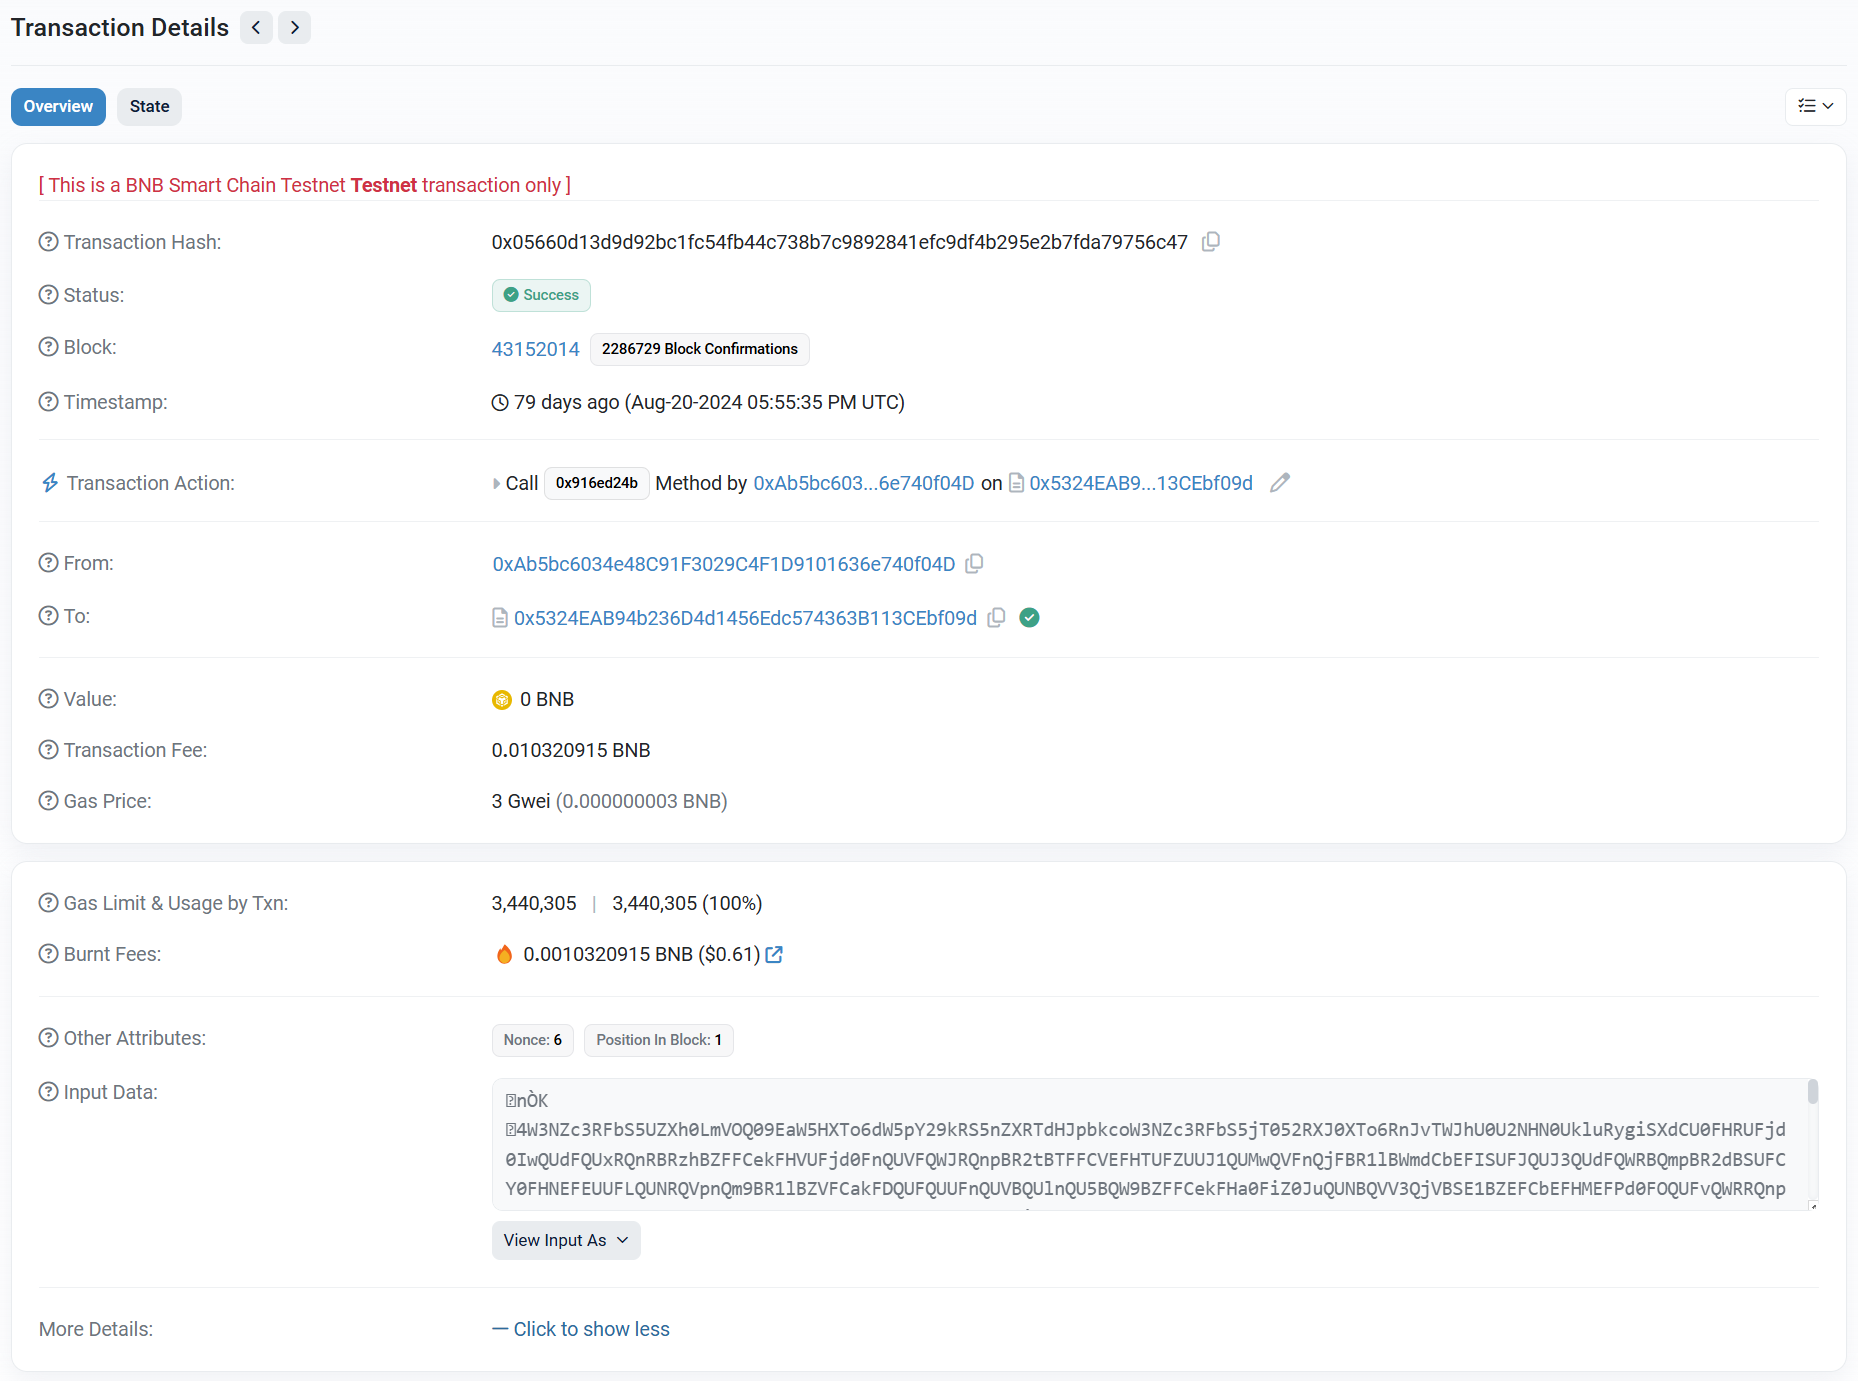 Transaction Details
Overview State
[ This is a BNB Smart Chain Testnet Testnet transaction only ]
Transaction Hash: 0x05660d13d9d92bc1fc54fb44c738b7c9892841efc9df4b295e2b7fda79756c47
Status: Success
Block: 43152014 2286729 Block Confirmations
Timestamp: 79 days ago (Aug-20-2024 05:55:35 PM UTC)
Transaction Action: Call 0x916ed24b Method by 0xAb5bc603...6e740f04D on 0x5324EAB9...13CEbf09d
From: 0xAb5bc6034e48C91F3029C4F1D9101636e740f04D
To: 0x5324EAB94b236D4d1456Edc574363B113CEbf09d
Value: 0 BNB
Transaction Fee: 0.010320915 BNB
Gas Price: 3 Gwei (0.000000003 BNB)
Gas Limit & Usage by Txn: 3,440,305 | 3,440,305 (100%)
Burnt Fees: 0.0010320915 BNB ($0.61)
Other Attributes: Nonce: 6 Position In Block: 1
Input Data: nÒK
View Input As
More Details: — Click to show less